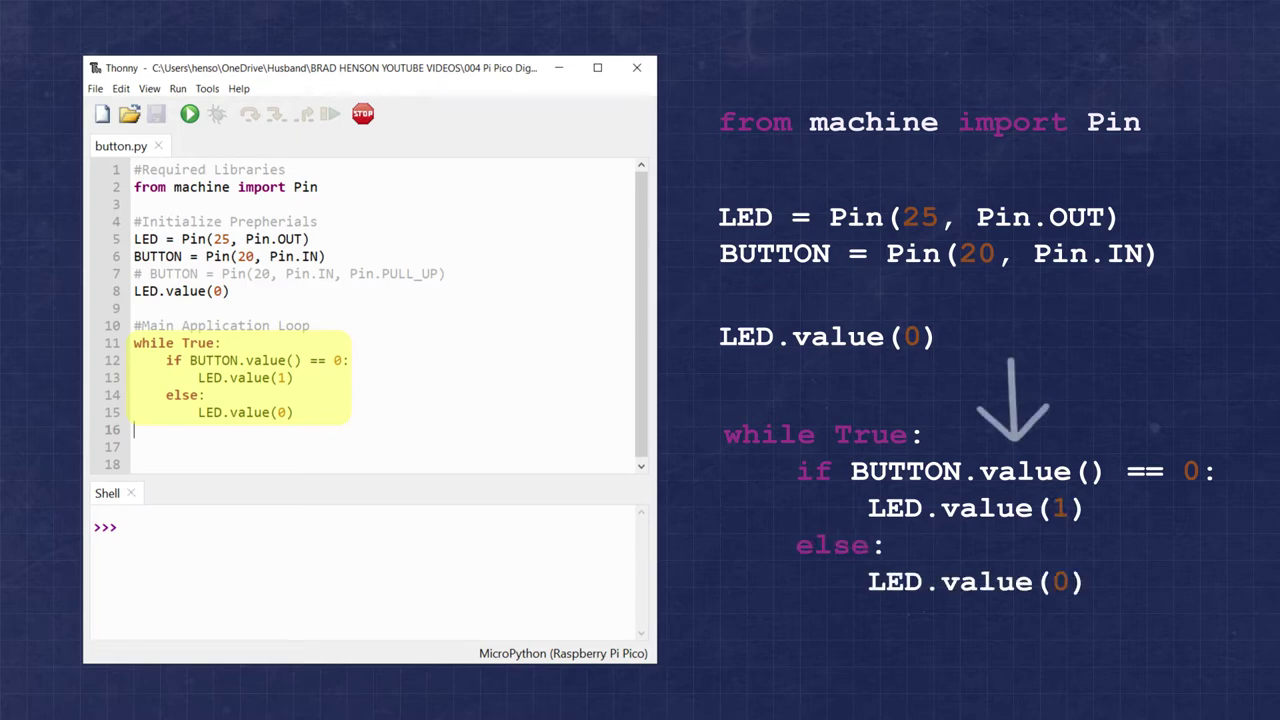 Thonny - C:\Users\henso\OneDrive\Husband\BRAD HENSON YOUTUBE VIDEOS\004 Pi Pico Dig...
File Edit View Run Tools Help
STOP
button.py
1 #Required Libraries
2 from machine import Pin
3
4 #Initialize Prepherials
5 LED = Pin(25, Pin.OUT)
6 BUTTON = Pin(20, Pin.IN)
7 # BUTTON = Pin(20, Pin.IN, Pin.PULL_UP)
8 LED.value(0)
9
10 #Main Application Loop
11 while True:
12 if BUTTON.value() == 0:
13 LED.value(1)
14 else:
15 LED.value(0)
16
17
18
Shell
>>>
MicroPython (Raspberry Pi Pico)
from machine import Pin
LED = Pin(25, Pin.OUT)
BUTTON = Pin(20, Pin.IN)
LED.value(0)
while True:
if BUTTON.value() == 0:
LED.value(1)
else:
LED.value(0)